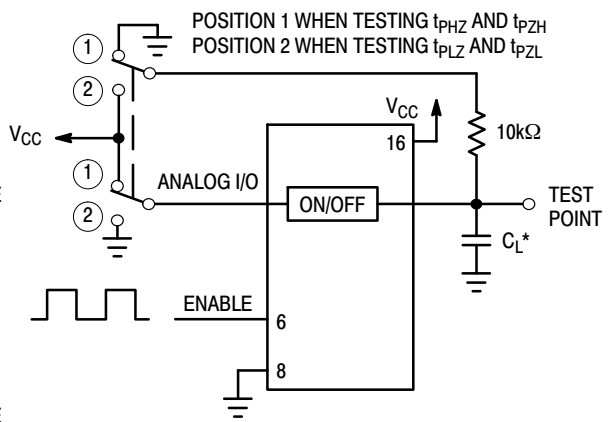 POSITION 1 WHEN TESTING tPHZ AND tPZH
POSITION 2 WHEN TESTING tPLZ AND tPZL
1
2
VCC
VCC
16
10kΩ
1
ANALOG I/O
ON/OFF
TEST
POINT
2
CL*
ENABLE
6
8
E
E